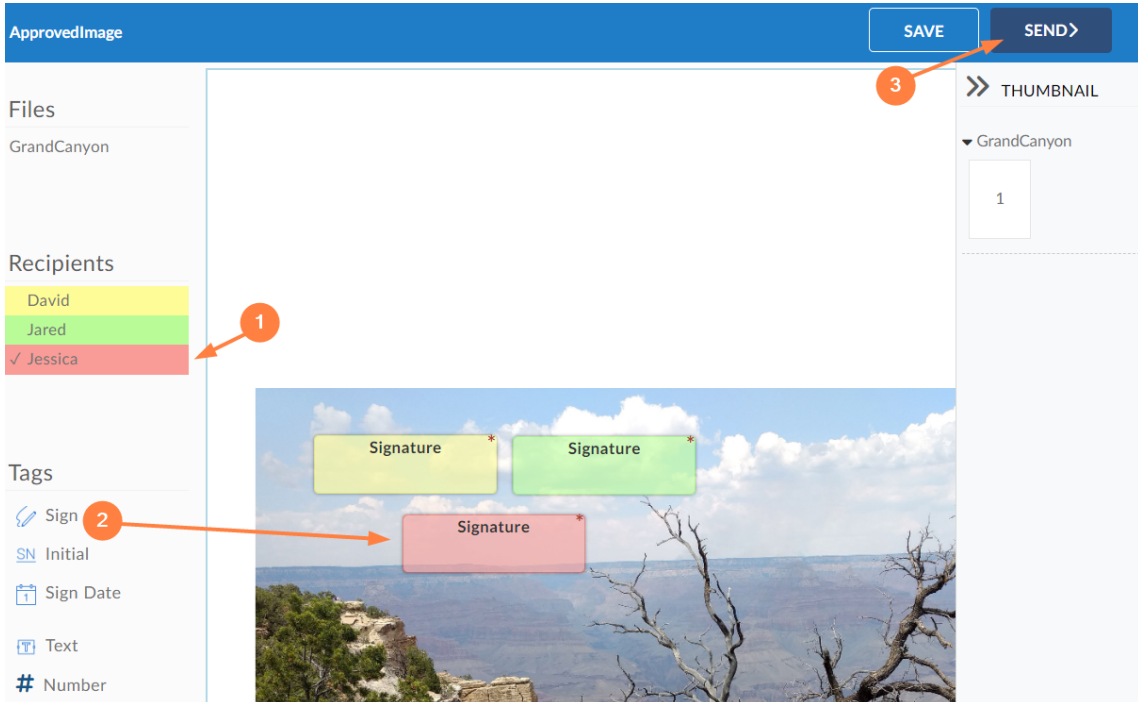 ApprovedImage
SAVE
SEND
3
THUMBNAIL
Files
GrandCanyon
GrandCanyon
1
Recipients
David
Jared
✓ Jessica
1
Signature*
Signature*
Signature*
Tags
Sign
2
SN Initial
1 Sign Date
T Text
# Number